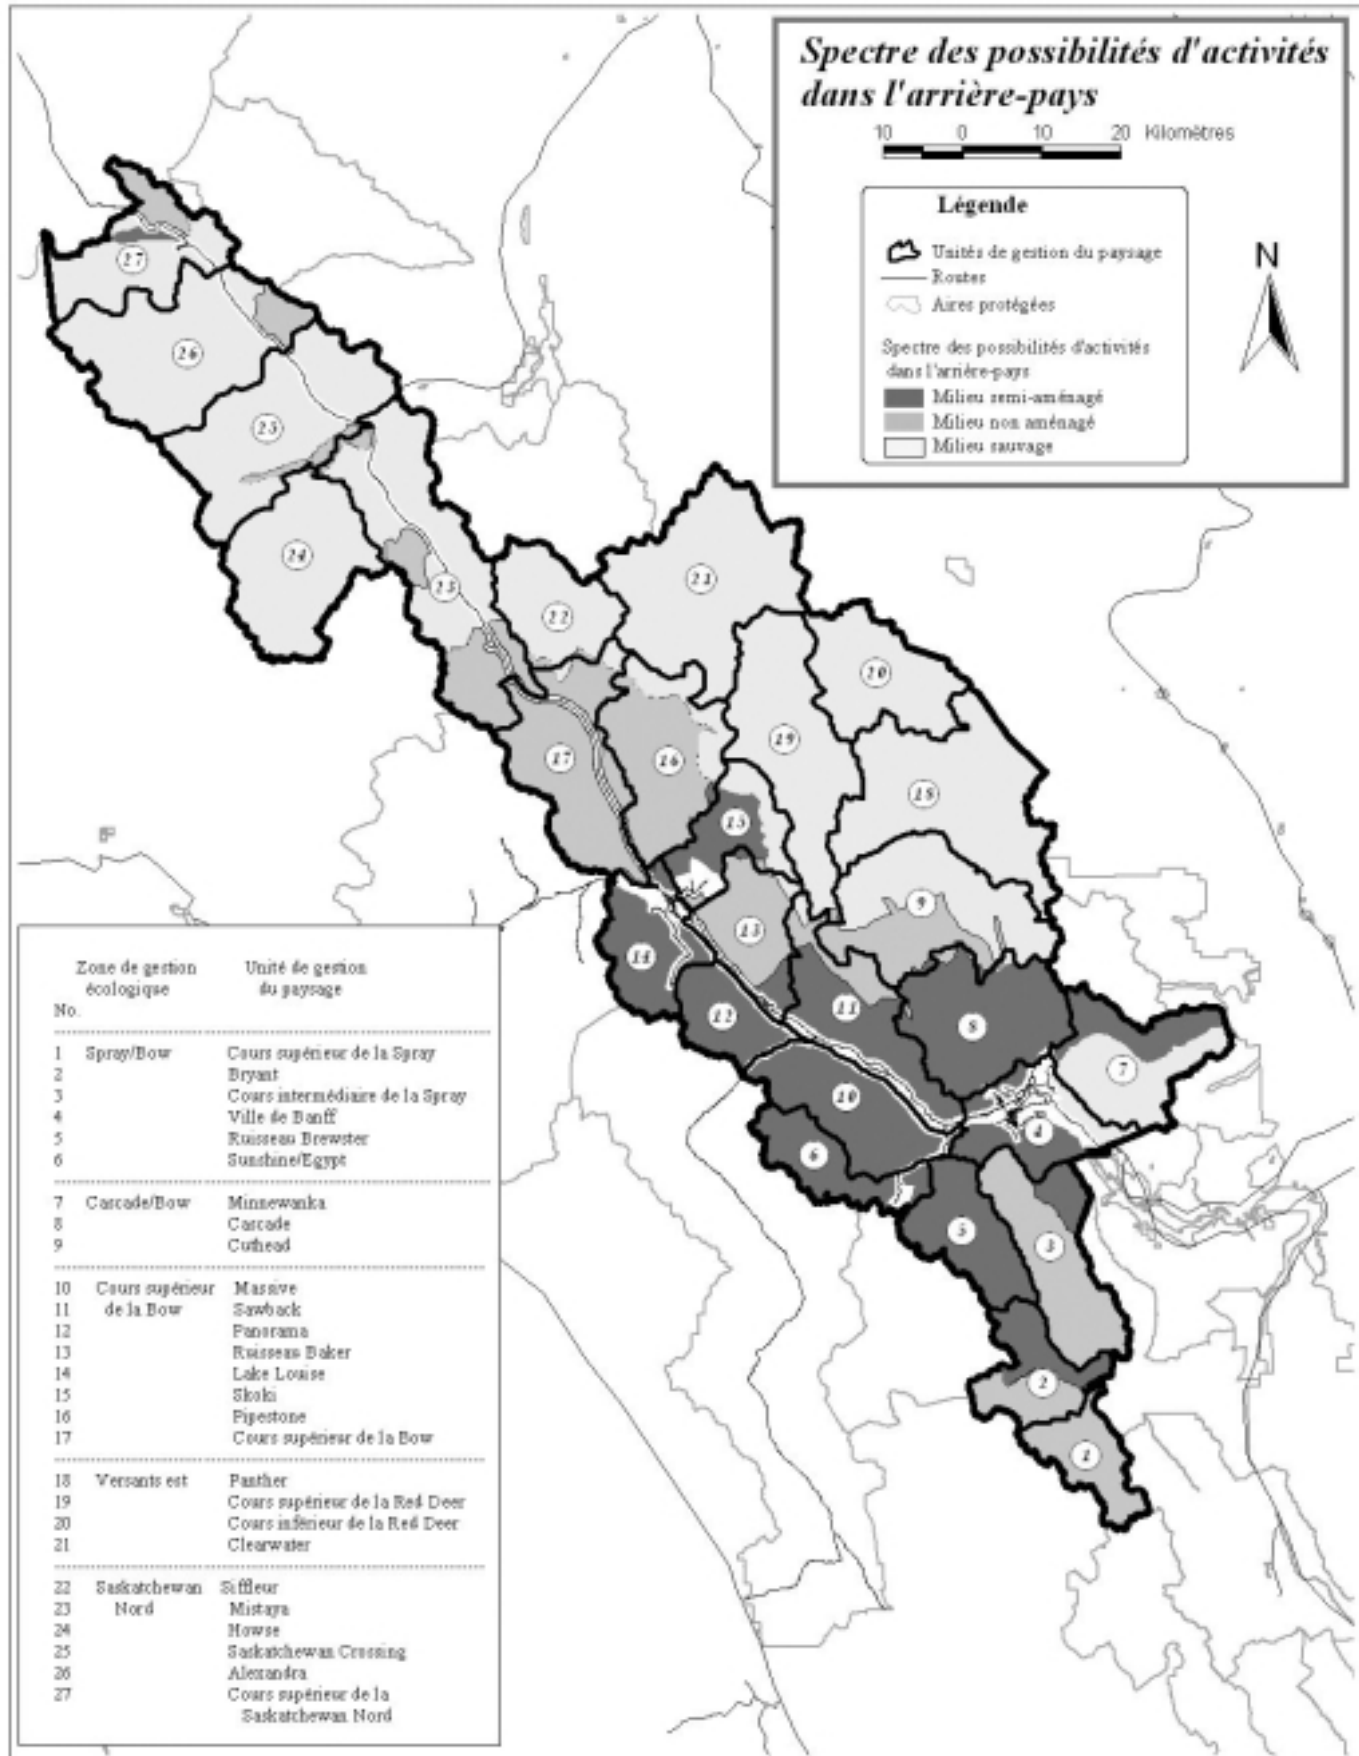 Spectre des possibilités d'activités
dans l'arrière-pays
10 0 10 20 Kilomètres
Légende
Unités de gestion du paysage
Routes
Aires protégées
Spectre des possibilités d'activités
dans l'arrière-pays
Milieu semi-aménagé
Milieu non aménagé
Milieu sauvage
N
27
26
25
24
23
22
21
20
19
18
17
16
15
14
13
12
11
10
9
8
7
6
5
4
3
2
1
Zone de gestion écologique
Unité de gestion du paysage
No.
1 Spray/Bow Cours supérieur de la Spray
2 Bryant
3 Cours intermédiaire de la Spray
4 Ville de Banff
5 Ruisseau Brewster
6 Sunshine/Egypt
7 Cascade/Bow Minnewanka
8 Cascade
9 Cuthead
10 Cours supérieur Massive
11 de la Bow Sawback
12 Panorama
13 Ruisseau Baker
14 Lake Louise
15 Skoki
16 Pipestone
17 Cours supérieur de la Bow
18 Versants est Panther
19 Cours supérieur de la Red Deer
20 Cours inférieur de la Red Deer
21 Clearwater
22 Saskatchewan Siffleur
23 Nord Mistaya
24 Howse
25 Saskatchewan Crossing
26 Alexandra
27 Cours supérieur de la
Saskatchewan Nord